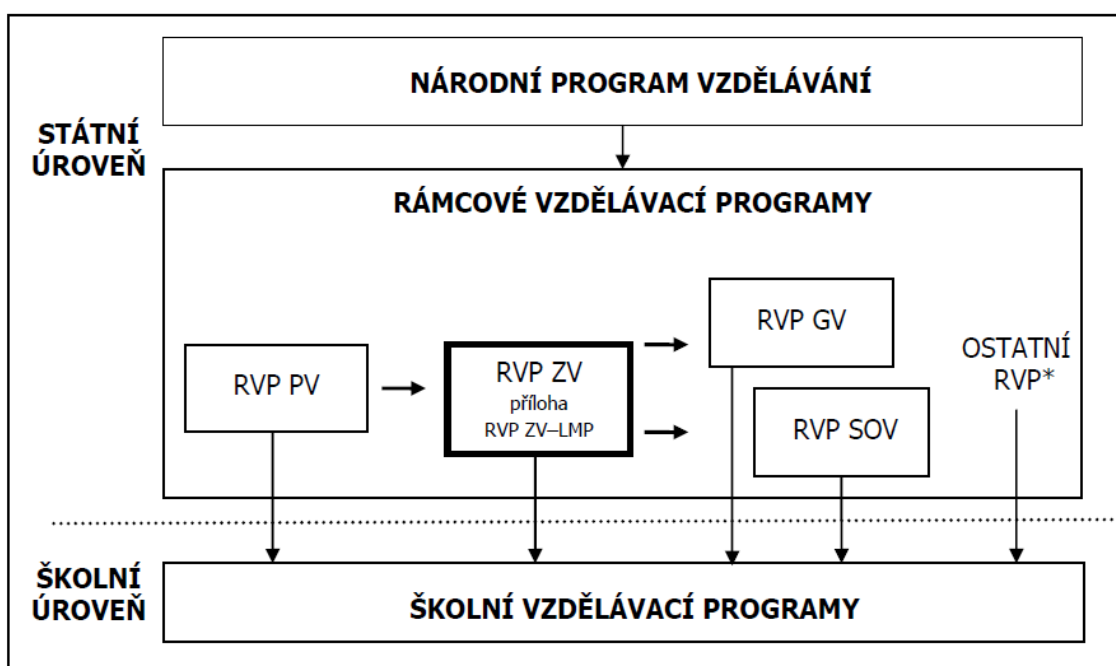 NÁRODNÍ PROGRAM VZDĚLÁVÁNÍ
STÁTNÍ
ÚROVEŇ
RÁMCOVÉ VZDĚLÁVACÍ PROGRAMY
RVP PV
RVP ZV
příloha
RVP ZV–LMP
RVP GV
RVP SOV
OSTATNÍ
RVP*
ŠKOLNÍ
ÚROVEŇ
ŠKOLNÍ VZDĚLÁVACÍ PROGRAMY